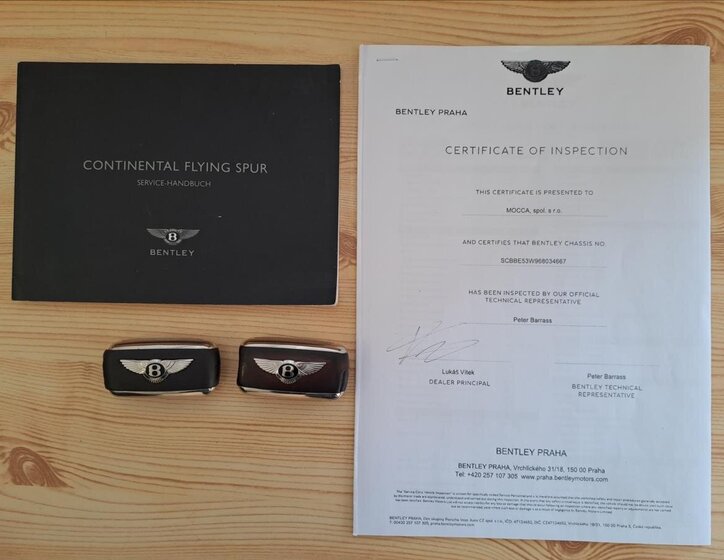 CONTINENTAL FLYING SPUR
SERVICE-HANDBUCH
B
BENTLEY
B
B
BENTLEY
BENTLEY PRAHA
CERTIFICATE OF INSPECTION
THIS CERTIFICATE IS PRESENTED TO
MOCCA, spol. s r.o.
AND CERTIFIES THAT BENTLEY CHASSIS NO.
SCBBE53W968034667
HAS BEEN INSPECTED BY OUR OFFICIAL
TECHNICAL REPRESENTATIVE
Peter Barrass
Lukáš Vítek
DEALER PRINCIPAL
Peter Barrass
BENTLEY TECHNICAL
REPRESENTATIVE
BENTLEY PRAHA
BENTLEY PRAHA, Vrchlického 31/18, 150 00 Praha
Tel: +420 257 107 305 www.praha.bentleymotors.com